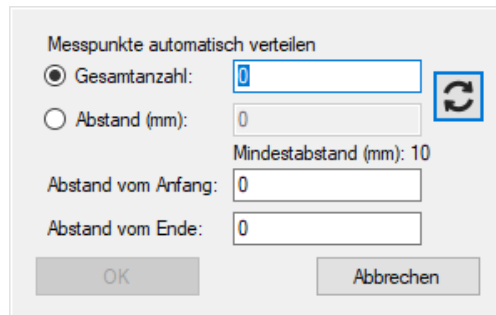 Messpunkte automatisch verteilen
Gesamtanzahl: 0
Abstand (mm): 0
Mindestabstand (mm): 10
Abstand vom Anfang: 0
Abstand vom Ende: 0
OK Abbrechen